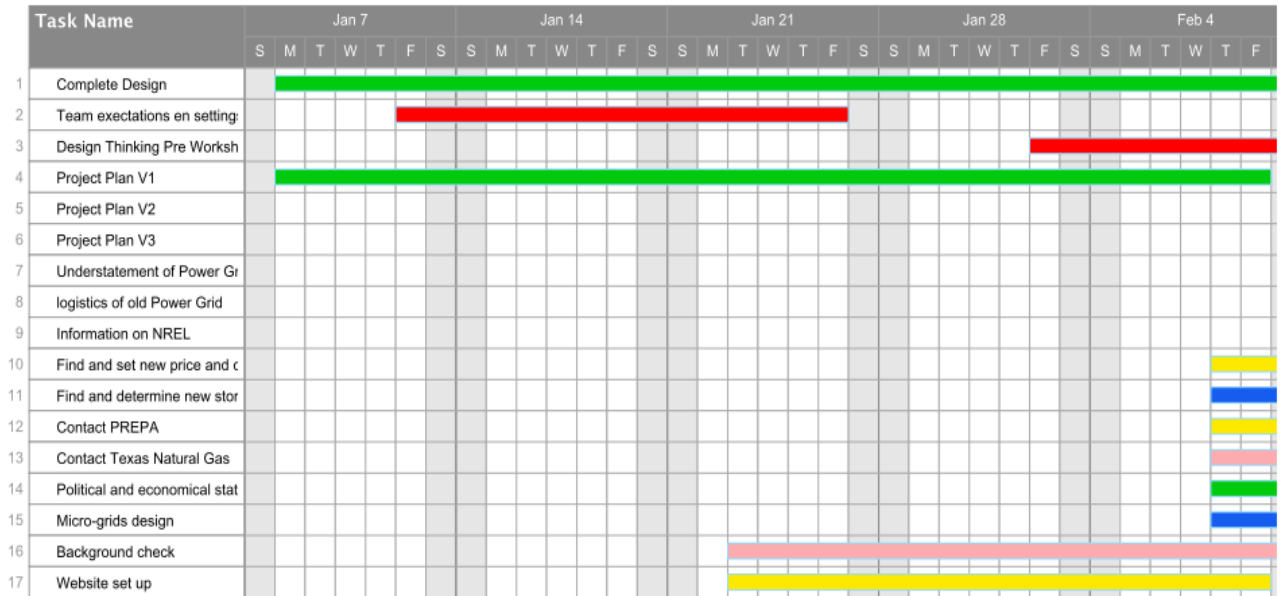 Task Name Jan 7 Jan 14 Jan 21 Jan 28 Feb 4
S M T W T F S S M T W T F S S M T W T F S S M T W T F S S M T W T F
1 Complete Design
2 Team exectations en setting
3 Design Thinking Pre Worksh
4 Project Plan V1
5 Project Plan V2
6 Project Plan V3
7 Understatement of Power Gr
8 logistics of old Power Grid
9 Information on NREL
10 Find and set new price and c
11 Find and determine new stor
12 Contact PREPA
13 Contact Texas Natural Gas
14 Political and economical stat
15 Micro-grids design
16 Background check
17 Website set up